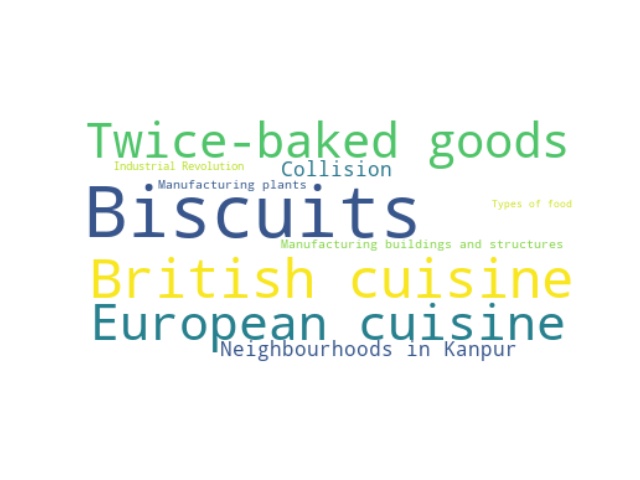 Twice-baked goods
Industrial Revolution
Collision
Manufacturing plants
Biscuits
Types of food
Manufacturing buildings and structures
British cuisine
European cuisine
Neighbourhoods in Kanpur